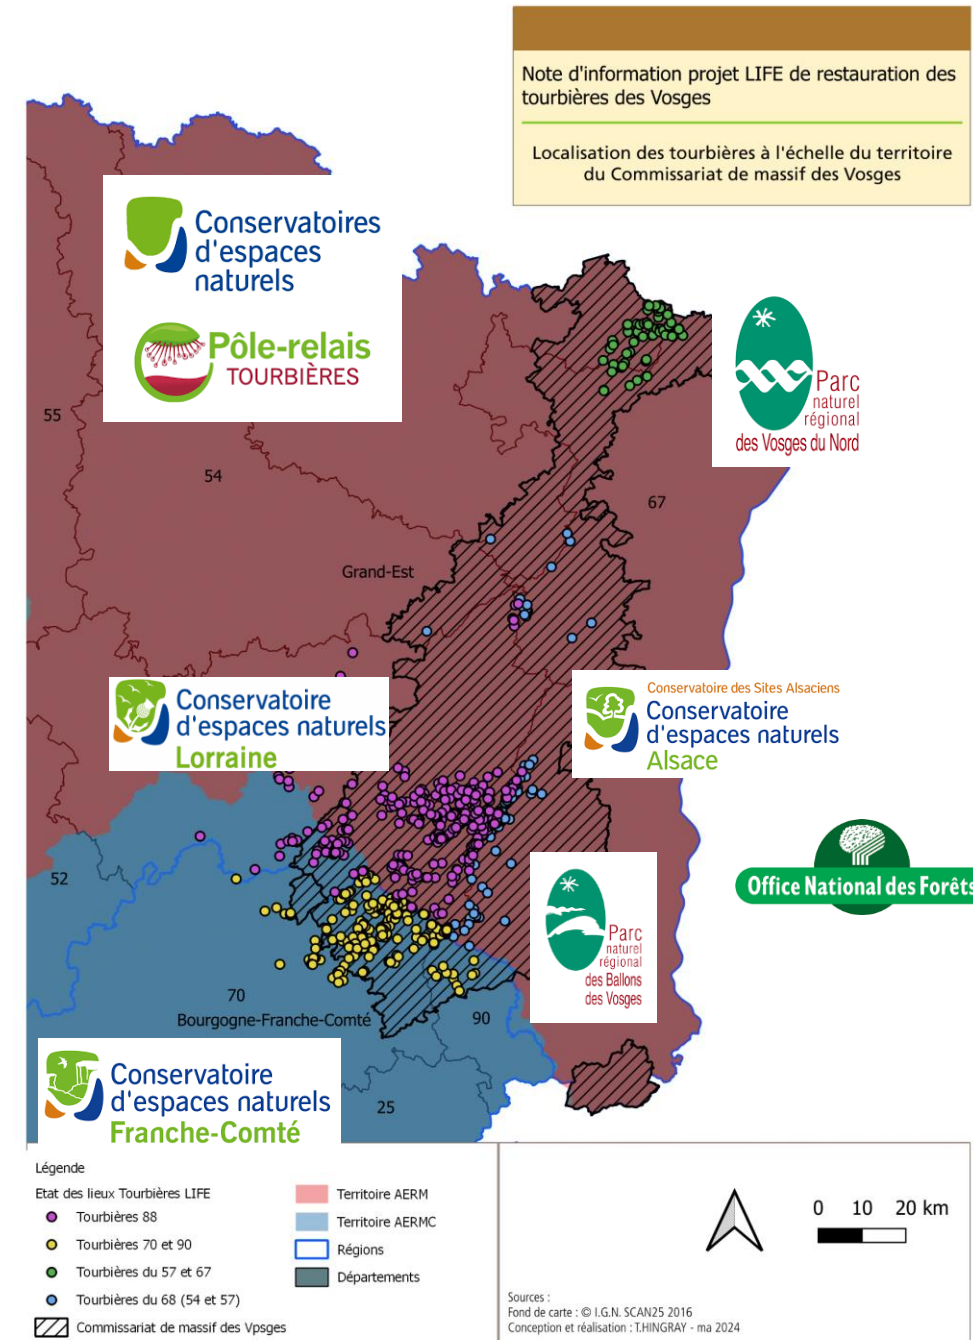 Note d'information projet LIFE de restauration des
tourbières des Vosges
Localisation des tourbières à l'échelle du territoire
du Commissariat de massif des Vosges
Conservatoires
d'espaces
naturels
Pôle-relais
TOURBIÈRES
Parc
naturel
régional
des Vosges du Nord
55
54
67
Grand-Est
Conservatoire
d'espaces naturels
Lorraine
Conservatoire des Sites Alsaciens
Conservatoire
d'espaces naturels
Alsace
52
Office National des Forêts
Parc
naturel
régional
des Ballons
des Vosges
70
Bourgogne-Franche-Comté
90
Conservatoire
d'espaces naturels
Franche-Comté
25
Légende
Etat des lieux Tourbières LIFE
Tourbières 88
Tourbières 70 et 90
Tourbières du 57 et 67
Tourbières du 68 (54 et 57)
Commissariat de massif des Vpsges
Territoire AERM
Territoire AERMC
Régions
Départements
0 10 20 km
Sources :
Fond de carte : © I.G.N. SCAN25 2016
Conception et réalisation : T.HINGRAY - ma 2024